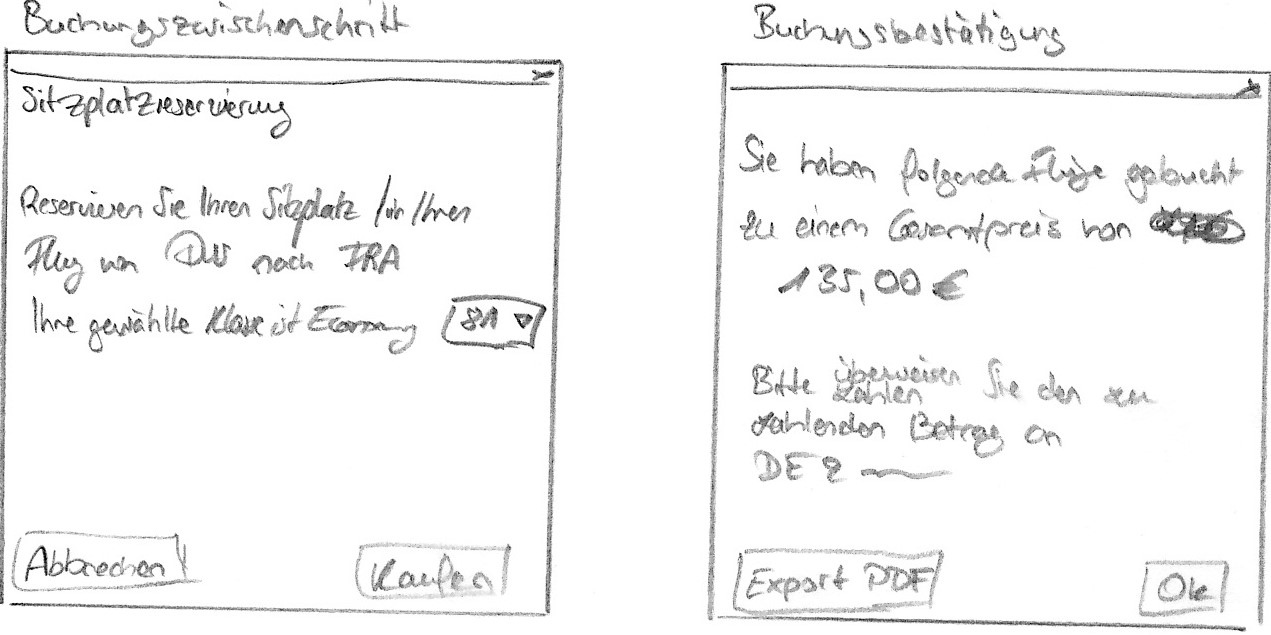 Buchungszwischenschritt
Sitzplatzreservierung
Reservieren Sie Ihren Sitzplatz für Ihren
Flug von DUS nach FRA
Ihre gewählte Klasse ist Economy
8A
Abbrechen
Kaufen
Buchungsbestätigung
x
Sie haben folgende Flüge gebucht
zu einem Gesamtpreis von
135,00 €
Bitte überweisen Sie den zu
zahlen
zahlenden Betrag an
DE
Export PDF
Ok